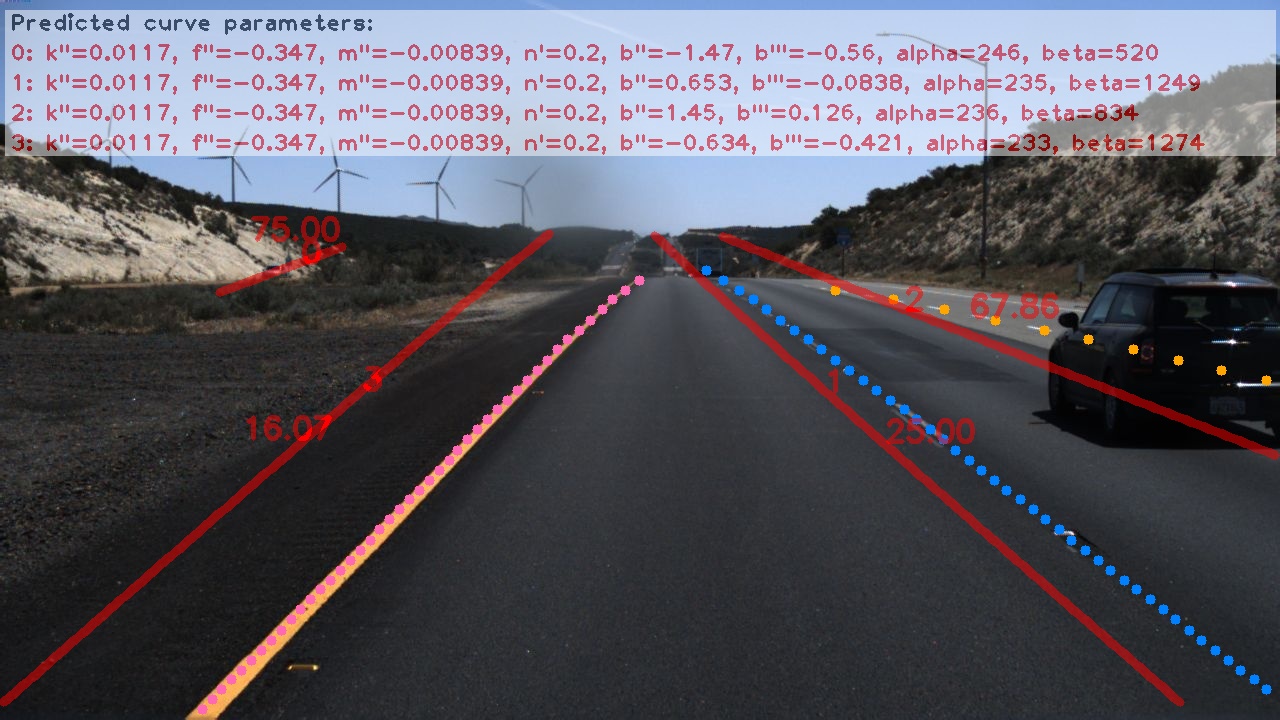 Predicted curve parameters:
0: k''=0.0117, f''=-0.347, m''=-0.00839, n'=0.2, b''=-1.47, b'''=-0.56, alpha=246, beta=520
1: k''=0.0117, f''=-0.347, m''=-0.00839, n'=0.2, b''=0.653, b'''=-0.0838, alpha=235, beta=1249
2: k''=0.0117, f''=-0.347, m''=-0.00839, n'=0.2, b''=1.45, b'''=0.126, alpha=236, beta=834
3: k''=0.0117, f''=-0.347, m''=-0.00839, n'=0.2, b''=-0.634, b'''=-0.421, alpha=233, beta=1274
75.00
0
2 67.86
3 1
16.07 25.00